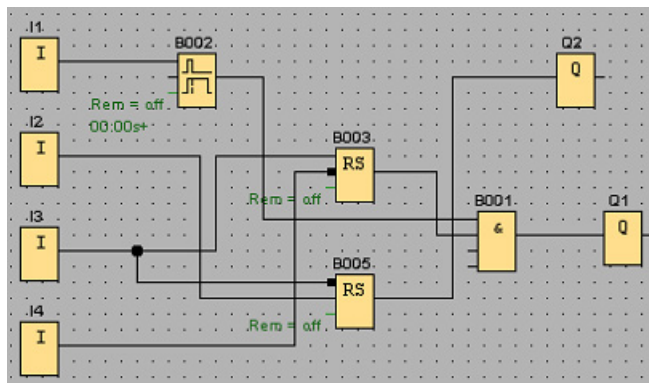 I1
I
B002
Rem = off
00:00s+
Q2
Q
I2
I
B003
RS
Rem = off
B001
&
Q1
Q
I3
I
B005
RS
Rem = off
I4
I